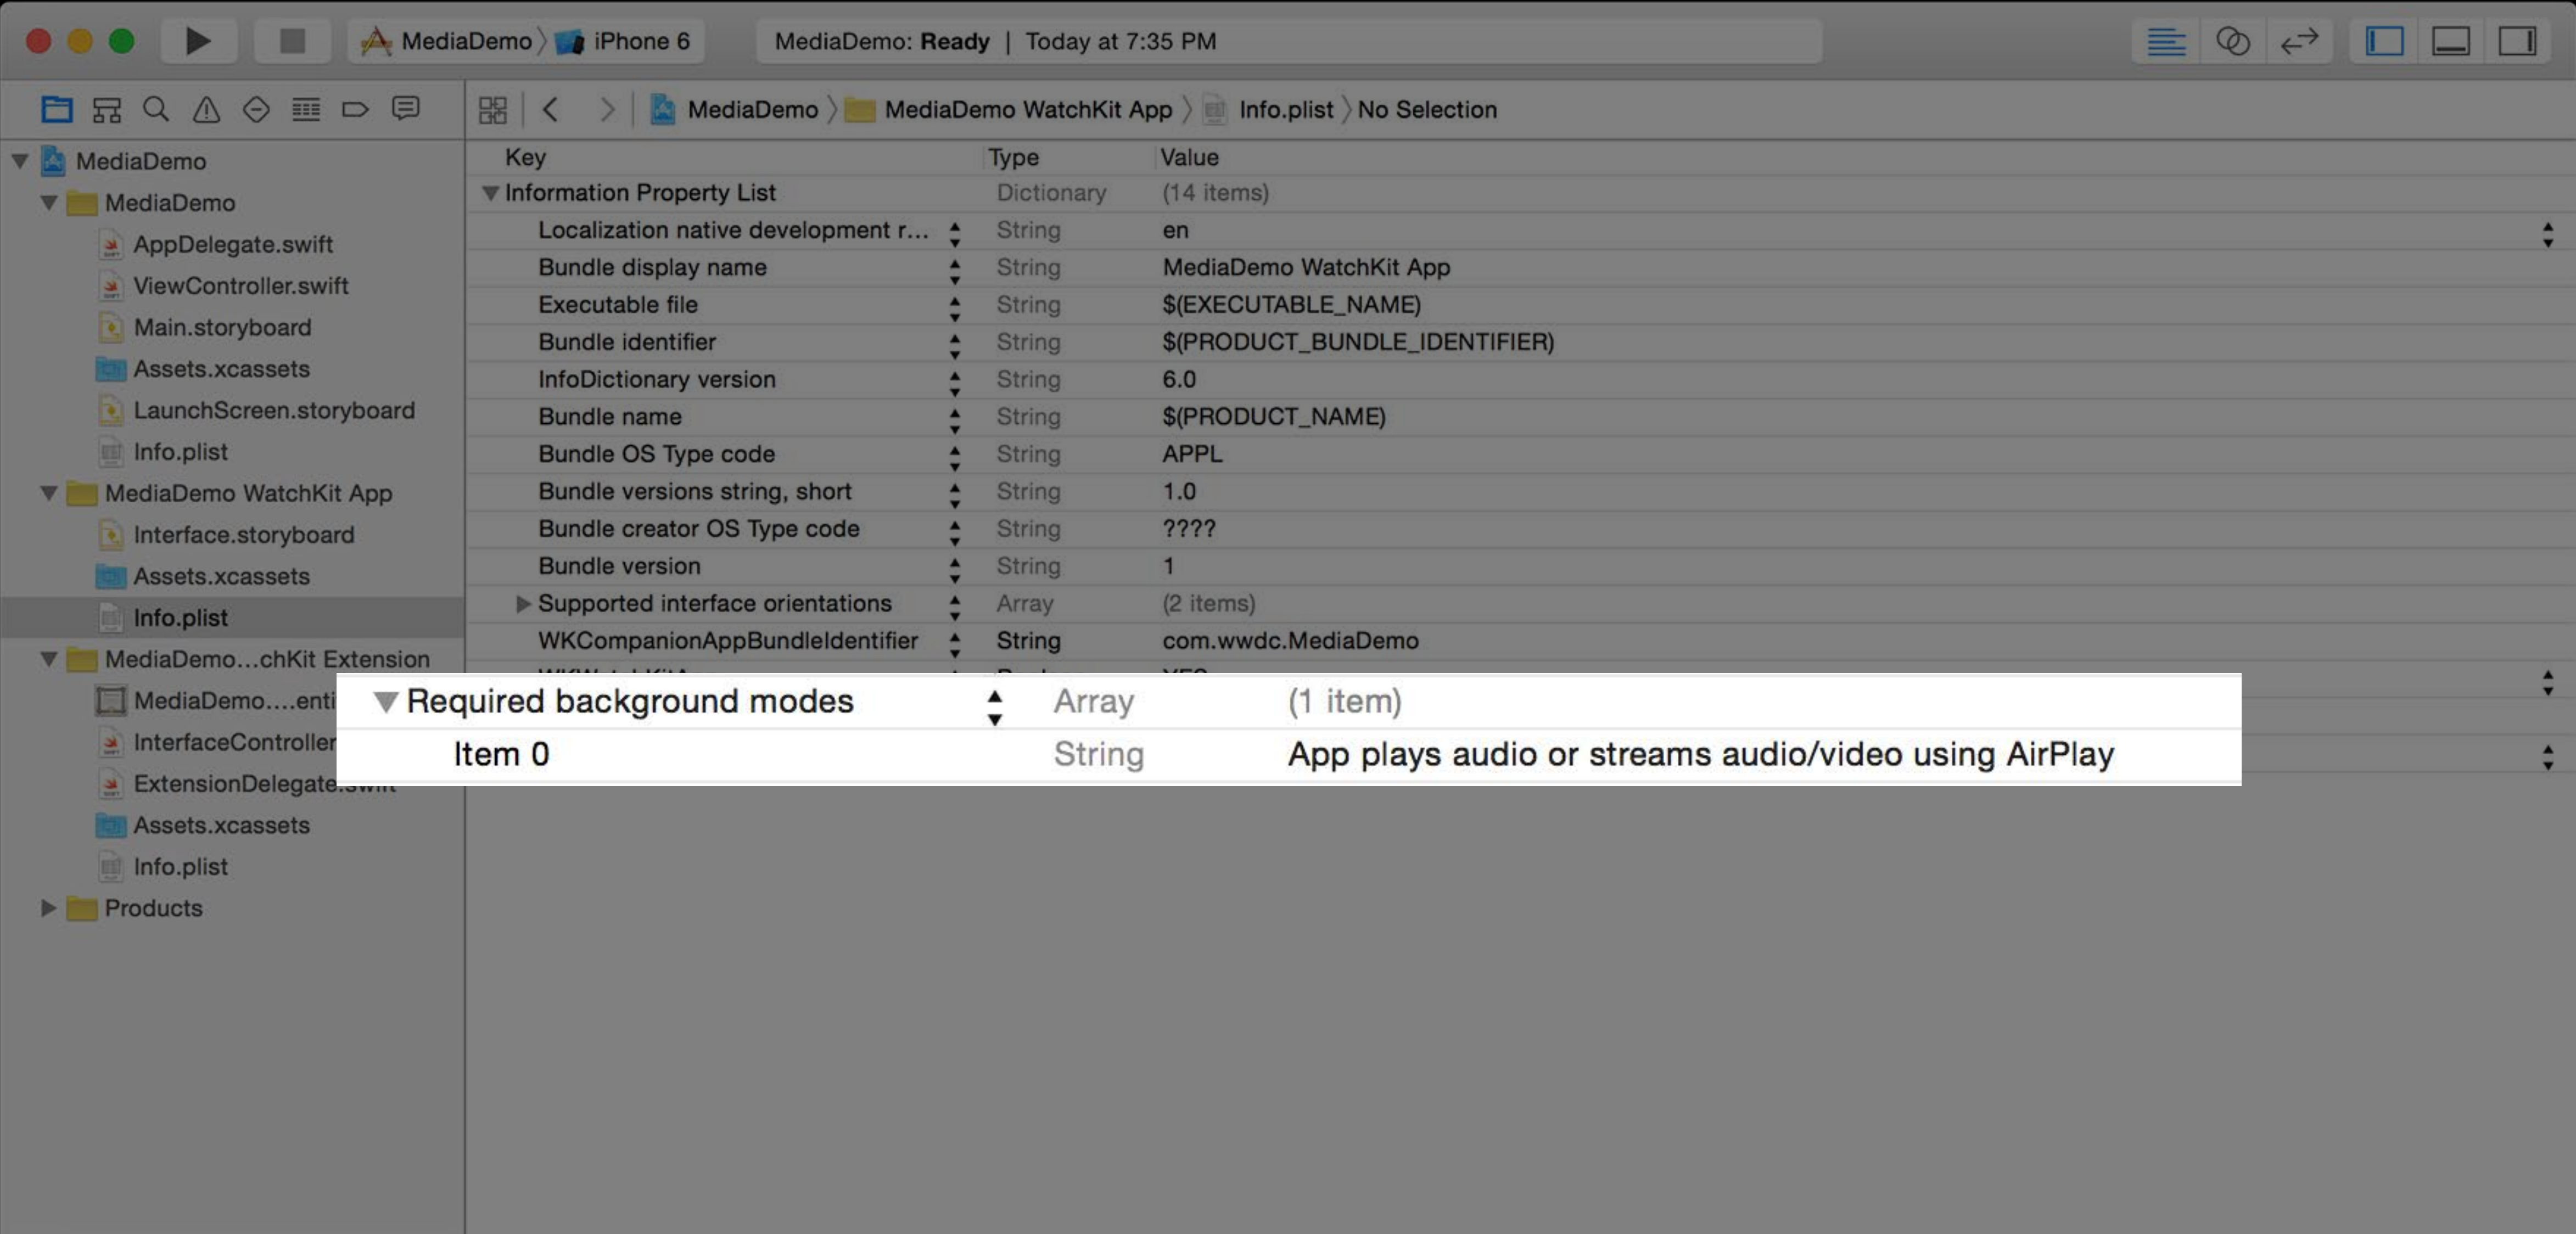 MediaDemo iPhone 6 MediaDemo: Ready | Today at 7:35 PM
MediaDemo MediaDemo WatchKit App Info.plist No Selection
MediaDemo
MediaDemo
AppDelegate.swift
ViewController.swift
Main.storyboard
Assets.xcassets
LaunchScreen.storyboard
Info.plist
MediaDemo WatchKit App
Interface.storyboard
Assets.xcassets
Info.plist
MediaDemo...chKit Extension
MediaDemo....enti
InterfaceController
ExtensionDelegate.swift
Assets.xcassets
Info.plist
Products
Key Type Value
Information Property List Dictionary (14 items)
Localization native development r... String en
Bundle display name String MediaDemo WatchKit App
Executable file String $(EXECUTABLE_NAME)
Bundle identifier String $(PRODUCT_BUNDLE_IDENTIFIER)
InfoDictionary version String 6.0
Bundle name String $(PRODUCT_NAME)
Bundle OS Type code String APPL
Bundle versions string, short String 1.0
Bundle creator OS Type code String ????
Bundle version String 1
Supported interface orientations Array (2 items)
WKCompanionAppBundleIdentifier String com.wwdc.MediaDemo
Required background modes Array (1 item)
Item 0 String App plays audio or streams audio/video using AirPlay